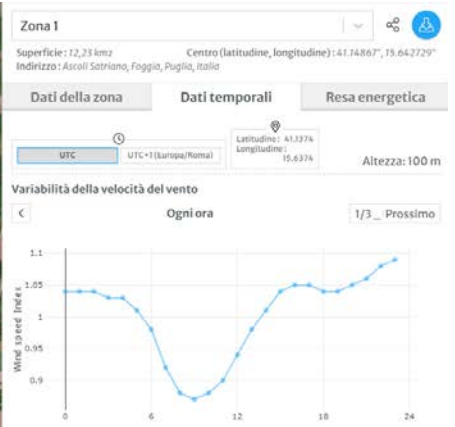 Zona 1
Superficie: 12,23 km2 Centro (latitudine, longitudine): 41.14867°, 15.642729°
Indirizzo: Ascoli Satriano, Foggia, Puglia, Italia
Dati della zona Dati temporali Resa energetica
UTC UTC+1 (Europa/Roma)
Latitudine: 41.1374
Longitudine:
15.6374
Altezza: 100 m
Variabilità della velocità del vento
< Ogni ora 1/3_ Prossimo
Wind speed Index
1.1
1.05
1
0.95
0.9
0 6 12 18 24